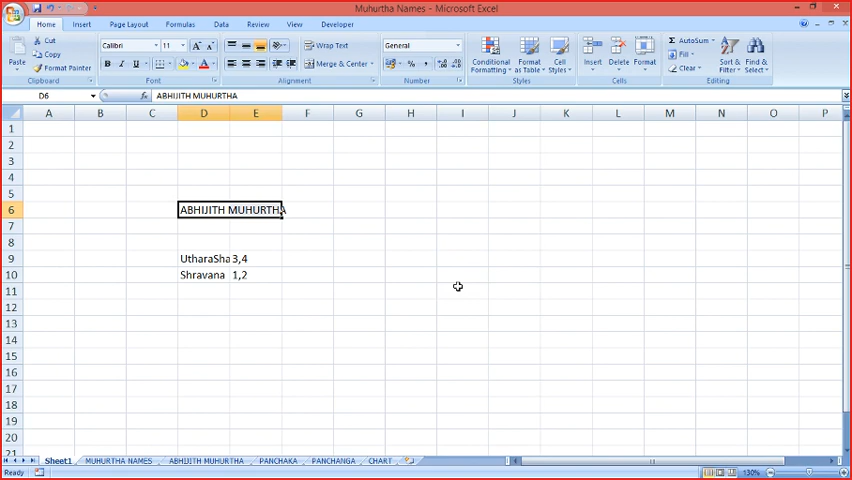 Muhurtha Names - Microsoft Excel
Home Insert Page Layout Formulas Data Review View Developer
Paste
Cut
Copy
Format Painter
Clipboard
Calibri 11
B I U
Font
Wrap Text
Merge & Center
Alignment
General
Number
Conditional Formatting
Format as Table
Cell Styles
Styles
Insert Delete Format
Cells
Σ AutoSum
Fill
Clear
Sort & Filter
Find & Select
Editing
D6 fx ABHIJITH MUHURTHA
A B C D E F G H I J K L M N O P
1
2
3
4
5
6 ABHIJITH MUHURTHA
7
8
9 UtharaSha 3,4
10 Shravana 1,2
11
12
13
14
15
16
17
18
19
20
21
Sheet1 MUHURTHA NAMES ABHIJITH MUHURTHA PANCHAKA PANCHANGA CHART
Ready 130%